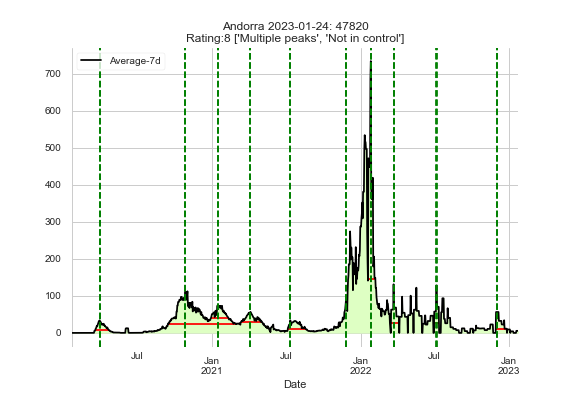 Andorra 2023-01-24: 47820
Rating:8 ['Multiple peaks', 'Not in control']
Average-7d
700
600
500
400
300
200
100
0
Jul
Jan
2021
Jul
Jan
2022
Jul
Jan
2023
Date